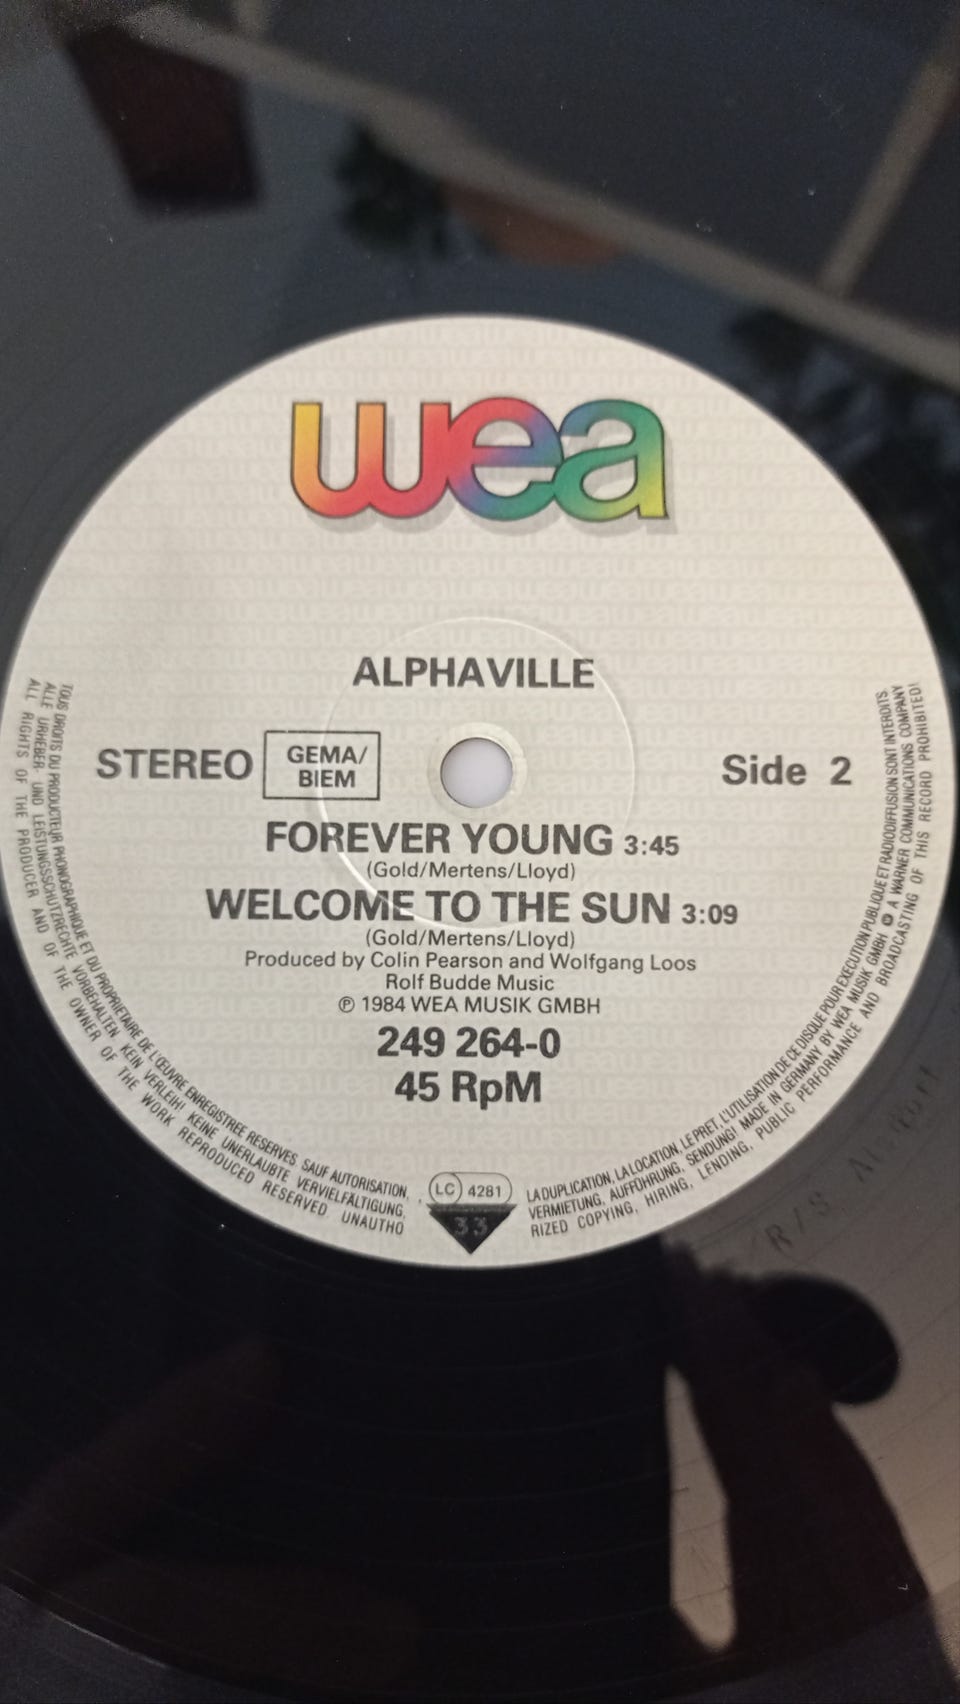 wea
ALPHAVILLE
STEREO
GEMA/
BIEM
Side 2
FOREVER YOUNG 3:45
(Gold/Mertens/Lloyd)
WELCOME TO THE SUN 3:09
(Gold/Mertens/Lloyd)
Produced by Colin Pearson and Wolfgang Loos
Rolf Budde Music
℗ 1984 WEA MUSIK GMBH
249 264-0
45 RpM
LC 4281
33
TOUS DROITS DU PRODUCTEUR PHONOGRAPHIQUE ET DU PROPRIETAIRE DE L'ŒUVRE ENREGISTREE RESERVES. SAUF AUTORISATION,
ALLE URHEBER- UND LEISTUNGSSCHUTZRECHTE VORBEHALTEN. KEIN VERLEIH! KEINE UNERLAUBTE VERVIELFÄLTIGUNG,
ALL RIGHTS OF THE PRODUCER AND OF THE OWNER OF THE WORK REPRODUCED RESERVED. UNAUTHO
LA DUPLICATION, LA LOCATION, LE PRET, L'UTILISATION DE CE DISQUE POUR EXECUTION PUBLIQUE ET RADIODIFFUSION SONT INTERDITS.
VERMIETUNG, AUFFÜHRUNG, SENDUNG! MADE IN GERMANY BY WEA MUSIK GMBH A WARNER COMMUNICATIONS COMPANY
RIZED COPYING, HIRING, LENDING, PUBLIC PERFORMANCE AND BROADCASTING OF THIS RECORD PROHIBITED!
R/S Alsdorf